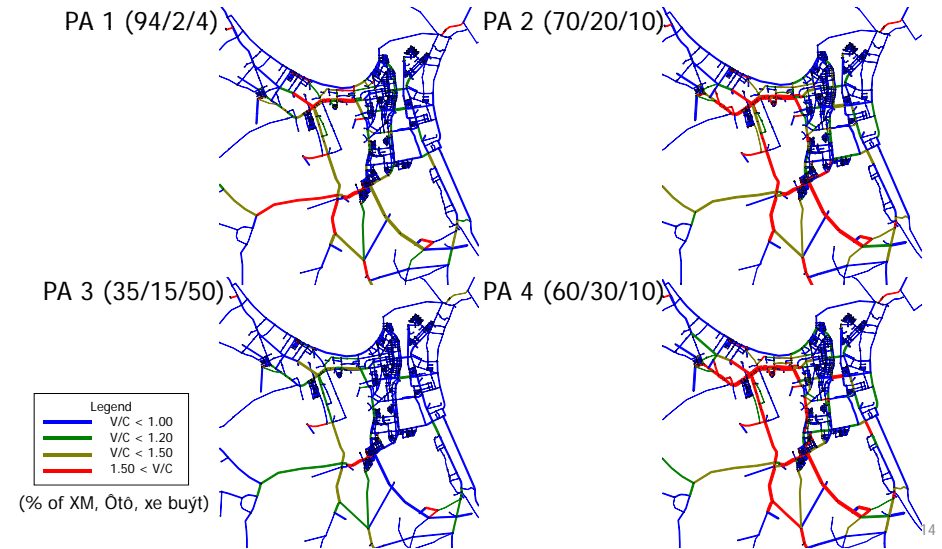 PA 1 (94/2/4)
PA 2 (70/20/10)
PA 3 (35/15/50)
PA 4 (60/30/10)
Legend
V/C < 1.00
V/C < 1.20
V/C < 1.50
1.50 < V/C
(% of XM, Ôtô, xe buýt)
14